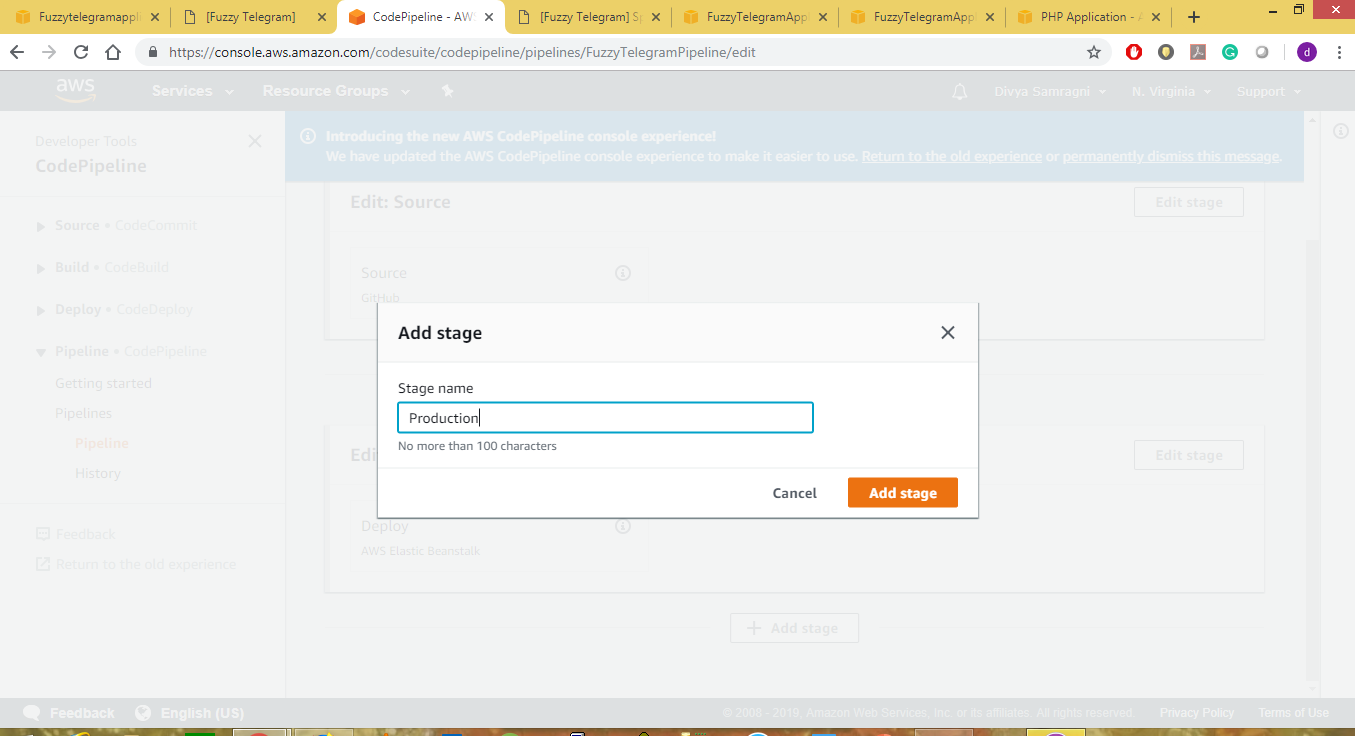 Fuzzytelegramappli
[Fuzzy Telegram]
CodePipeline - AWS
[Fuzzy Telegram] S
FuzzyTelegramAppl
FuzzyTelegramAppl
PHP Application - A
https://console.aws.amazon.com/codesuite/codepipeline/pipelines/FuzzyTelegramPipeline/edit
d
aws
Services
Resource Groups
Divya Samragni
N. Virginia
Support
Developer Tools
CodePipeline
Introducing the new AWS CodePipeline console experience!
We have updated the AWS CodePipeline console experience to make it easier to use. Return to the old experience or permanently dismiss this message.
Source • CodeCommit
Build • CodeBuild
Deploy • CodeDeploy
Pipeline • CodePipeline
Getting started
Pipelines
Pipeline
History
Feedback
Return to the old experience
Edit: Source
Edit stage
Source
GitHub
Add stage
Stage name
Production
No more than 100 characters
Cancel
Add stage
Edi
Edit stage
Deploy
AWS Elastic Beanstalk
Add stage
Feedback
English (US)
© 2008 - 2019, Amazon Web Services, Inc. or its affiliates. All rights reserved.
Privacy Policy
Terms of Use